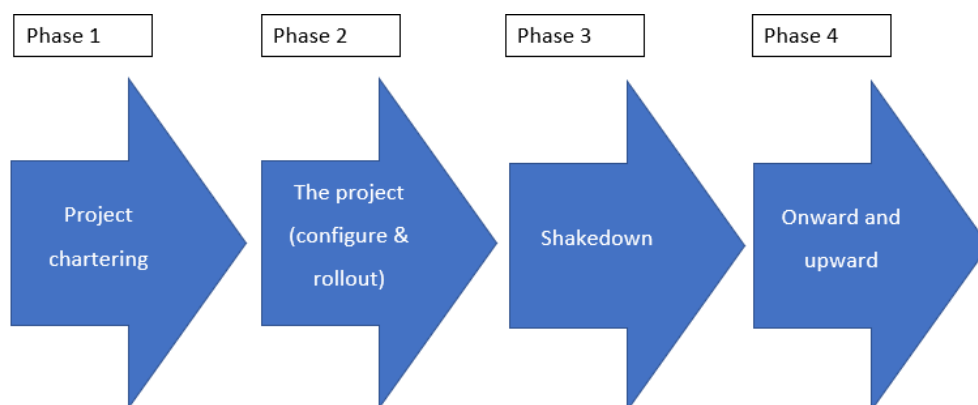 Phase 1
Phase 2
Phase 3
Phase 4
Project
chartering
The project
(configure &
rollout)
Shakedown
Onward and
upward